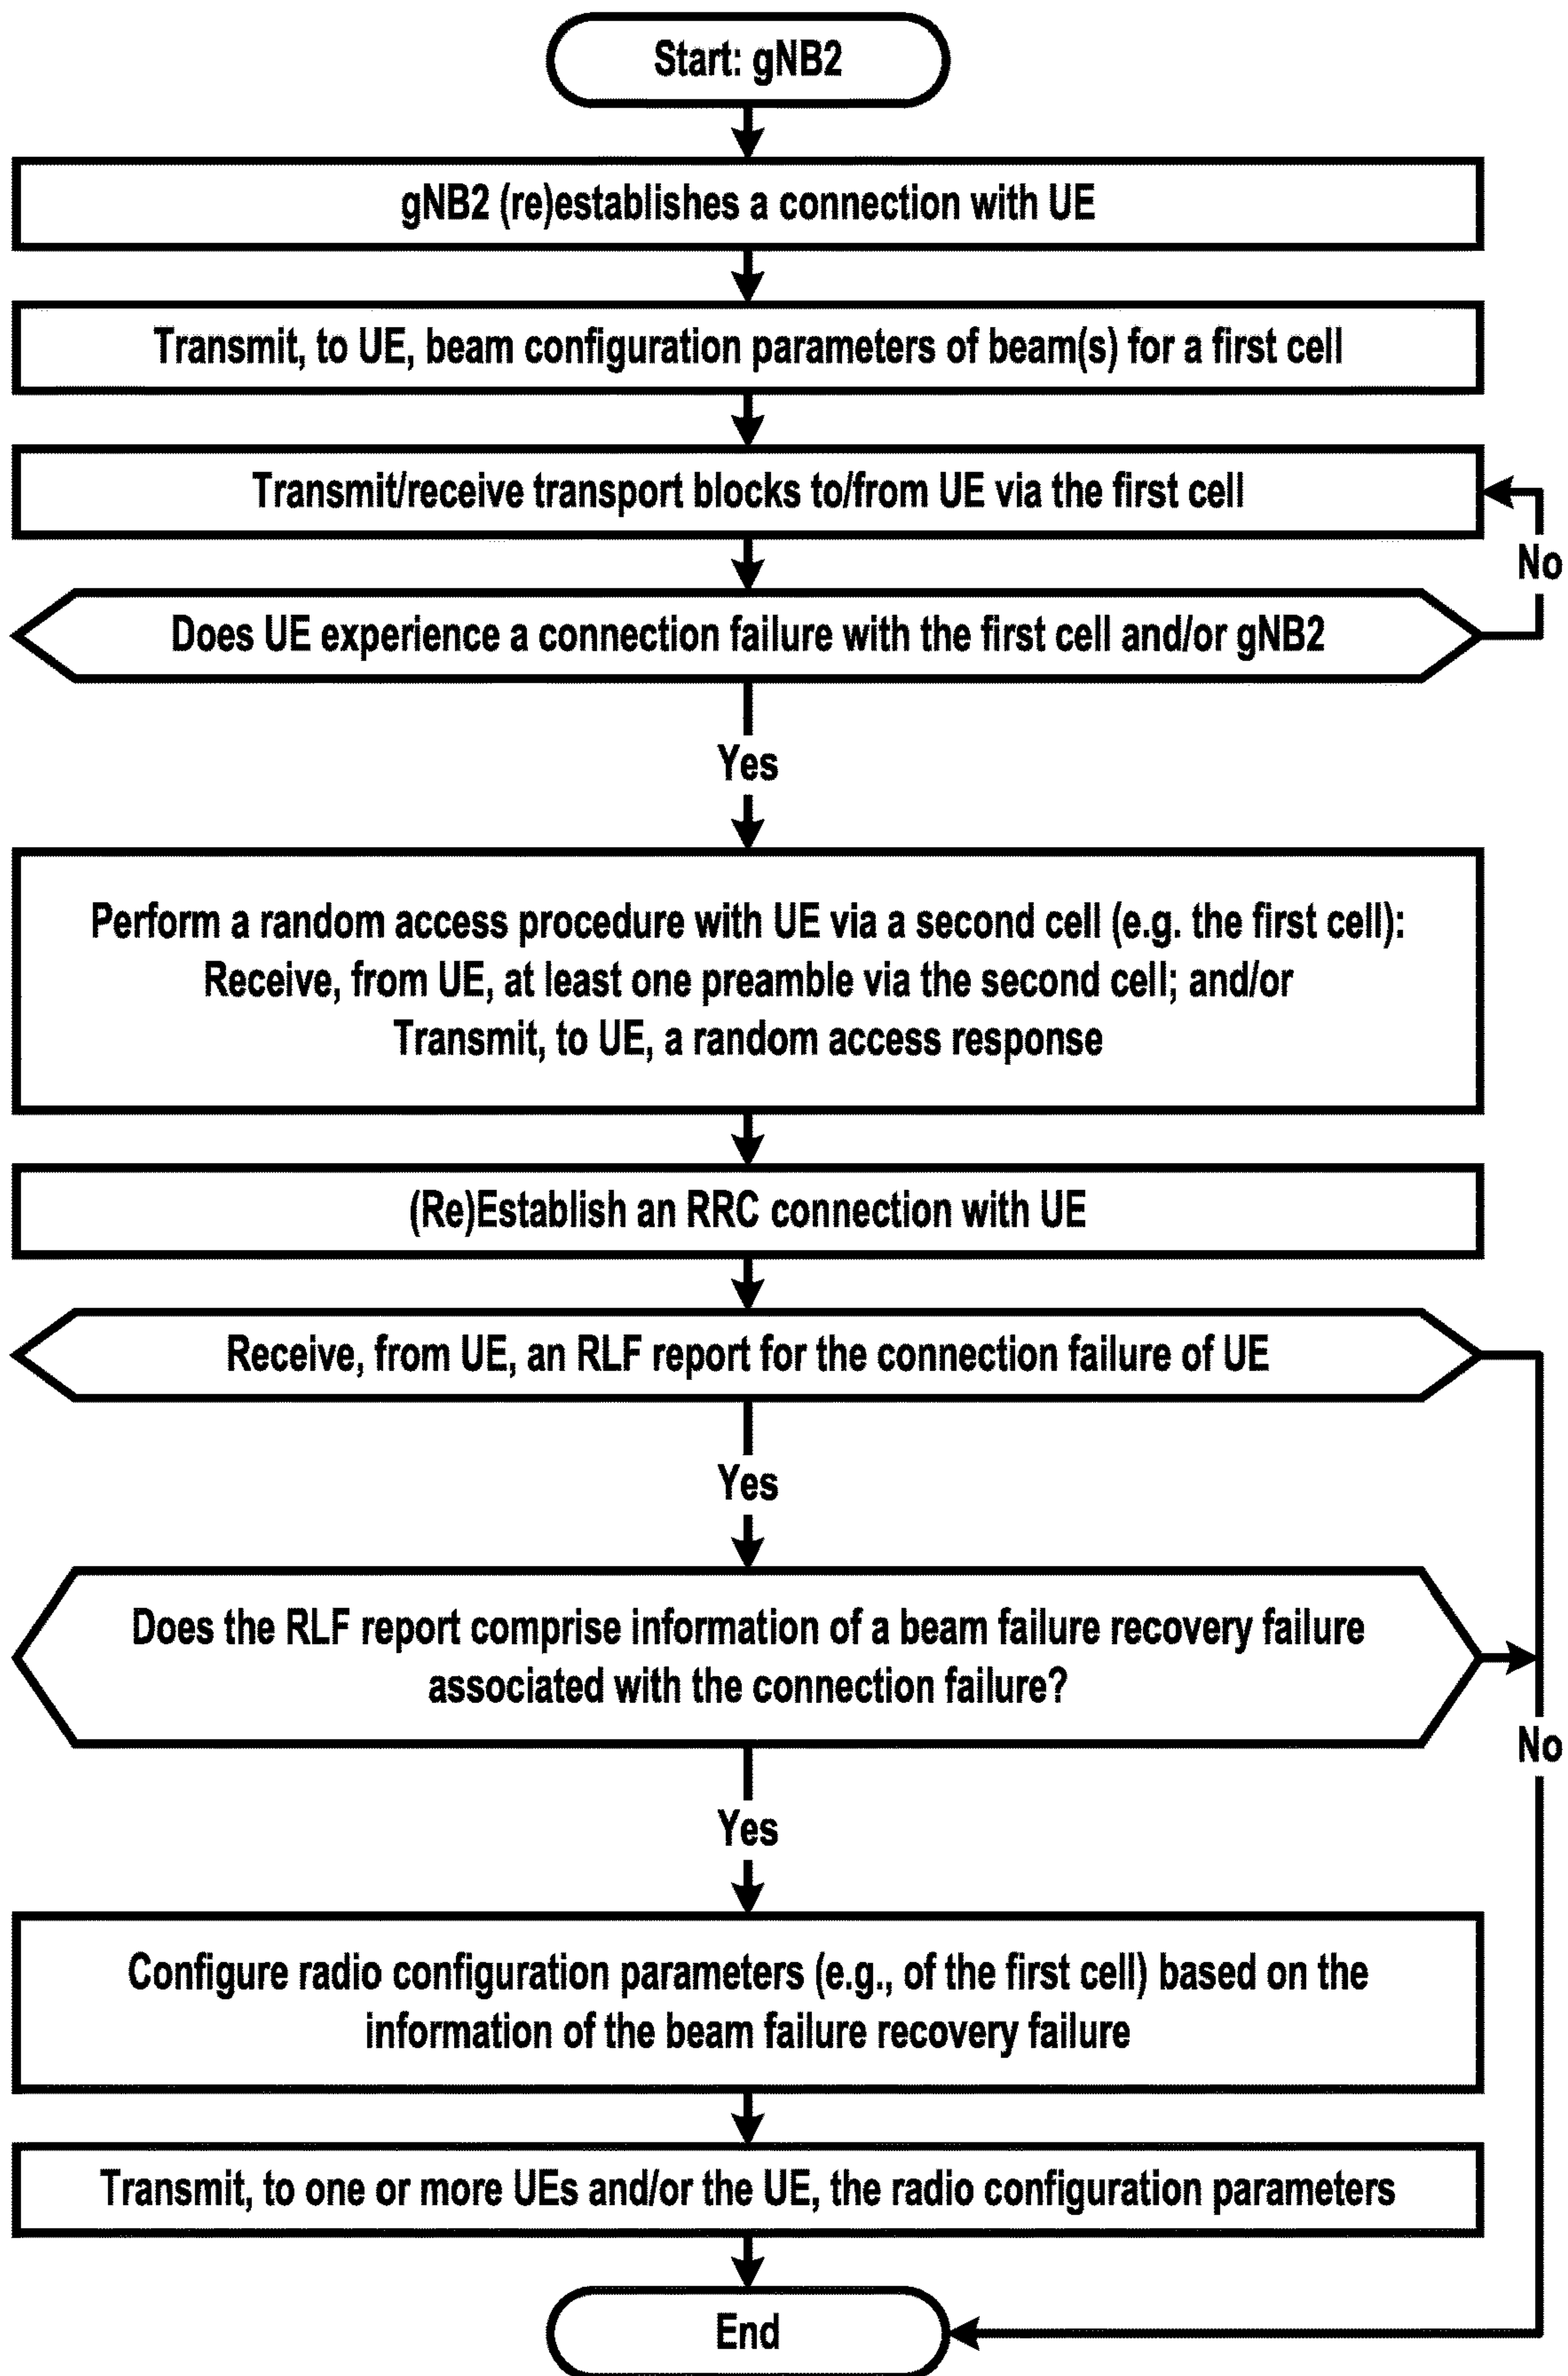 Start: gNB2
gNB2 (re)establishes a connection with UE
Transmit, to UE, beam configuration parameters of beam(s) for a first cell
Transmit/receive transport blocks to/from UE via the first cell
No
Does UE experience a connection failure with the first cell and/or gNB2
Yes
Perform a random access procedure with UE via a second cell (e.g. the first cell):
Receive, from UE, at least one preamble via the second cell; and/or
Transmit, to UE, a random access response
(Re)Establish an RRC connection with UE
Receive, from UE, an RLF report for the connection failure of UE
Yes
Does the RLF report comprise information of a beam failure recovery failure
associated with the connection failure?
No
Yes
Configure radio configuration parameters (e.g., of the first cell) based on the
information of the beam failure recovery failure
Transmit, to one or more UEs and/or the UE, the radio configuration parameters
End